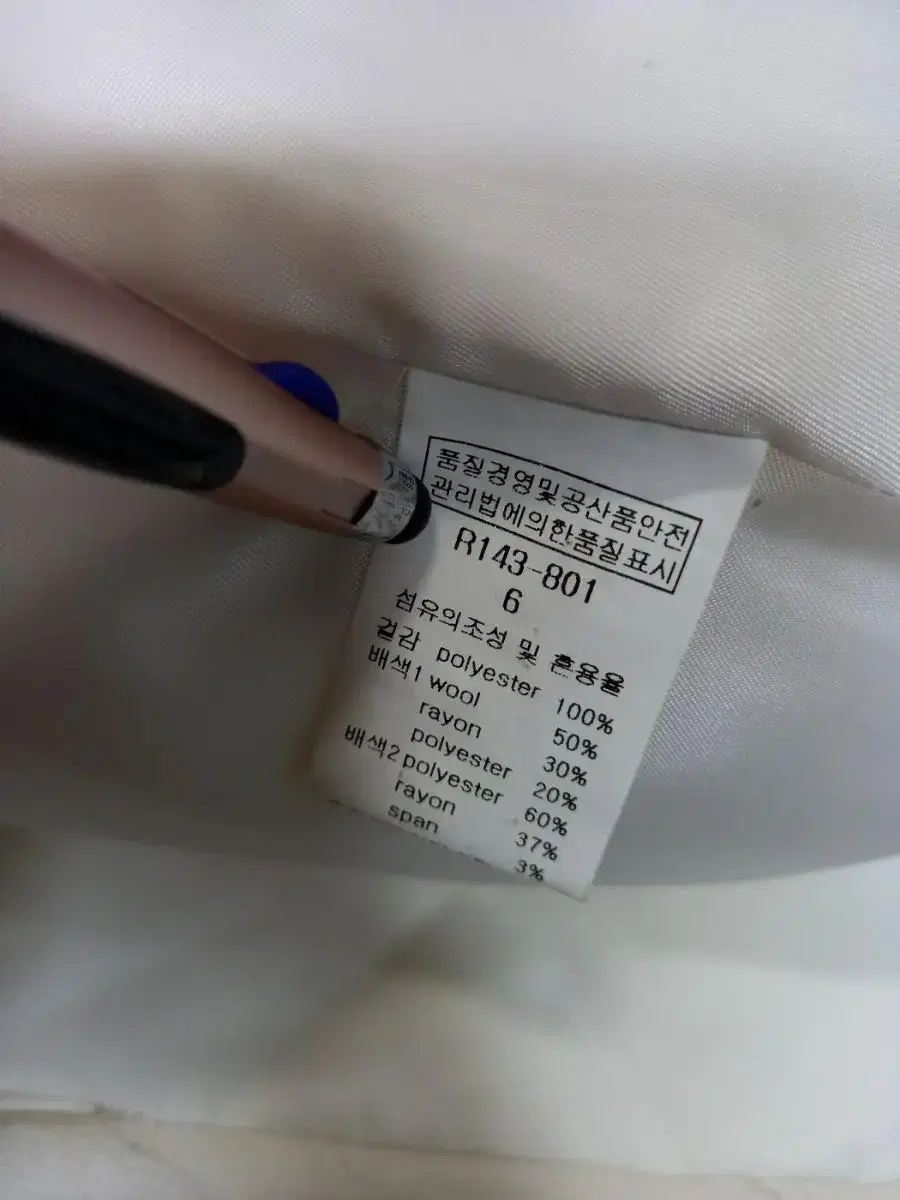 품질경영및공산품안전
관리법에의한품질표시
R143-801
6
섬유의조성 및 혼용율
겉감 polyester 100%
배색1 wool 50%
rayon 30%
polyester 20%
배색2 polyester 60%
rayon 37%
span 3%